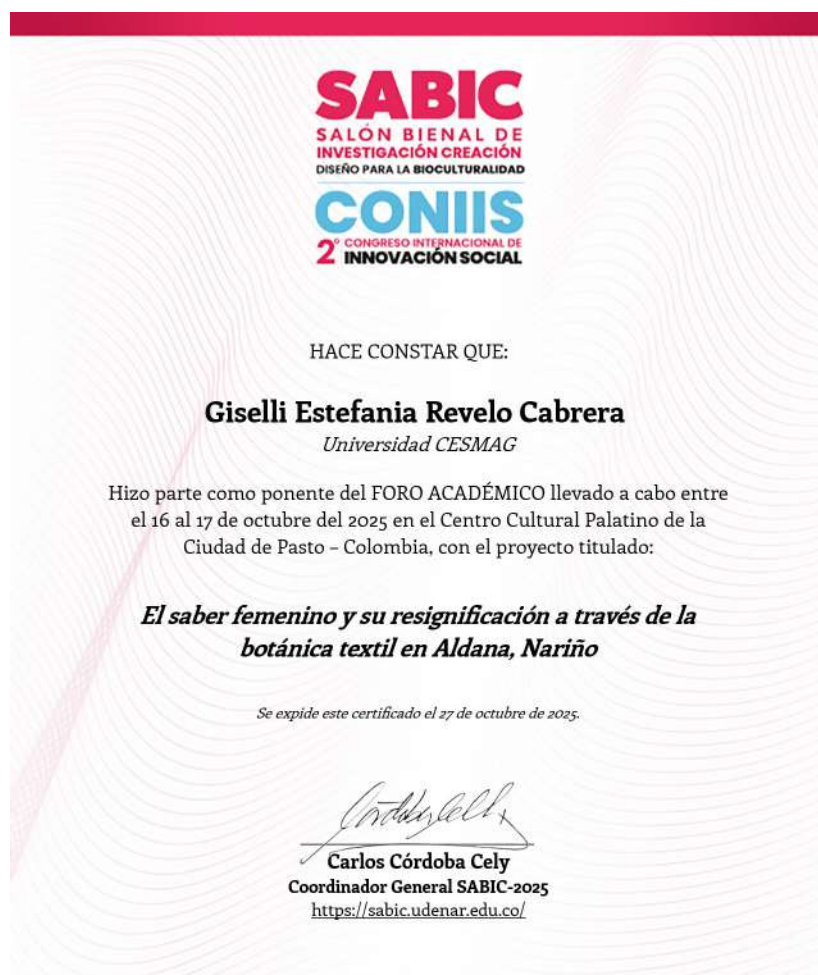 SABIC
SALÓN BIENAL DE
INVESTIGACIÓN CREACIÓN
DISEÑO PARA LA BIOCULTURALIDAD
CONIIS
2° CONGRESO INTERNACIONAL DE
INNOVACIÓN SOCIAL
HACE CONSTAR QUE:
Giselli Estefania Revelo Cabrera
Universidad CESMAG
Hizo parte como ponente del FORO ACADÉMICO llevado a cabo entre
el 16 al 17 de octubre del 2025 en el Centro Cultural Palatino de la
Ciudad de Pasto – Colombia, con el proyecto titulado:
El saber femenino y su resignificación a través de la
botánica textil en Aldana, Nariño
Se expide este certificado el 27 de octubre de 2025.
Carlos Córdoba Cely
Coordinador General SABIC-2025
https://sabic.udenar.edu.co/